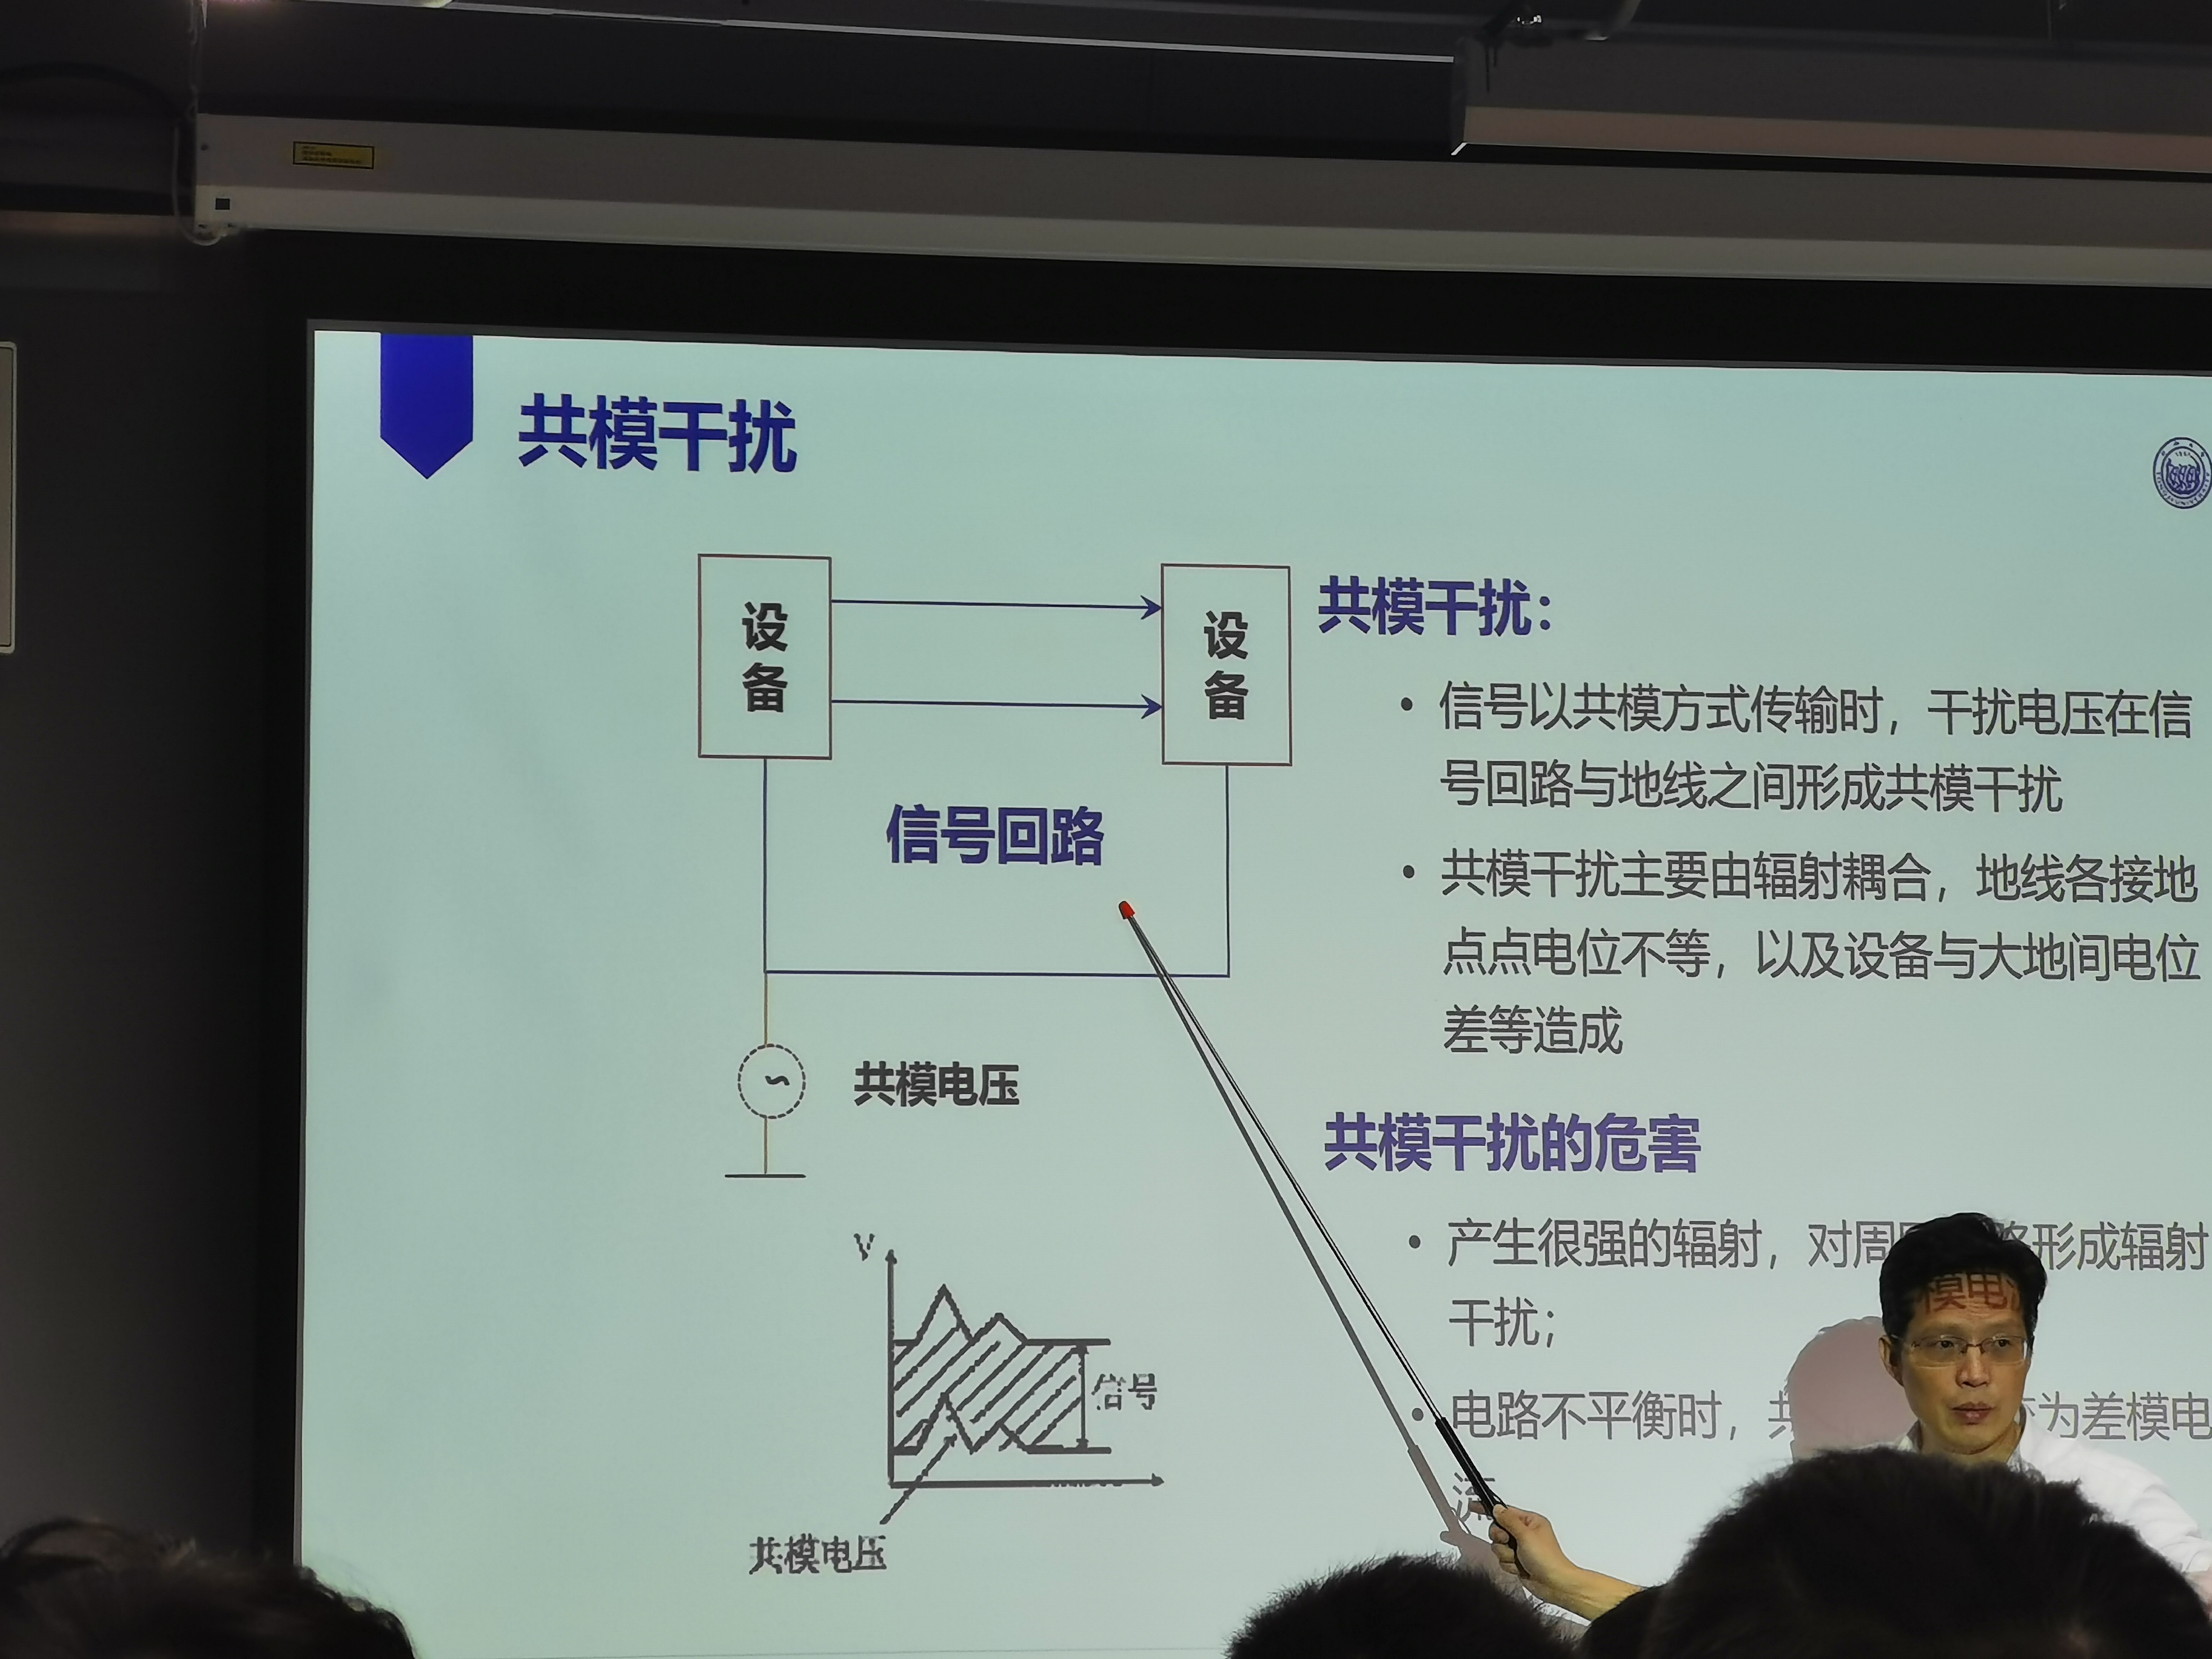 共模干扰
设备
设备
信号回路
共模电压
V
信号
共模电压
共模干扰：
• 信号以共模方式传输时，干扰电压在信
号回路与地线之间形成共模干扰
• 共模干扰主要由辐射耦合，地线各接地
点点电位不等，以及设备与大地间电位
差等造成
共模干扰的危害
• 产生很强的辐射，对周 形成辐射
干扰；
• 电路不平衡时，共 模电 为差模电
流